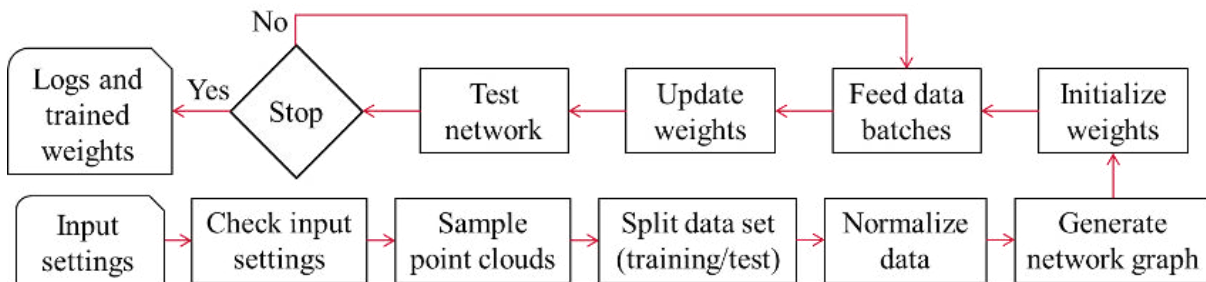 No
Logs and
trained
weights
Yes
Stop
Test
network
Update
weights
Feed data
batches
Initialize
weights
Input
settings
Check input
settings
Sample
point clouds
Split data set
(training/test)
Normalize
data
Generate
network graph